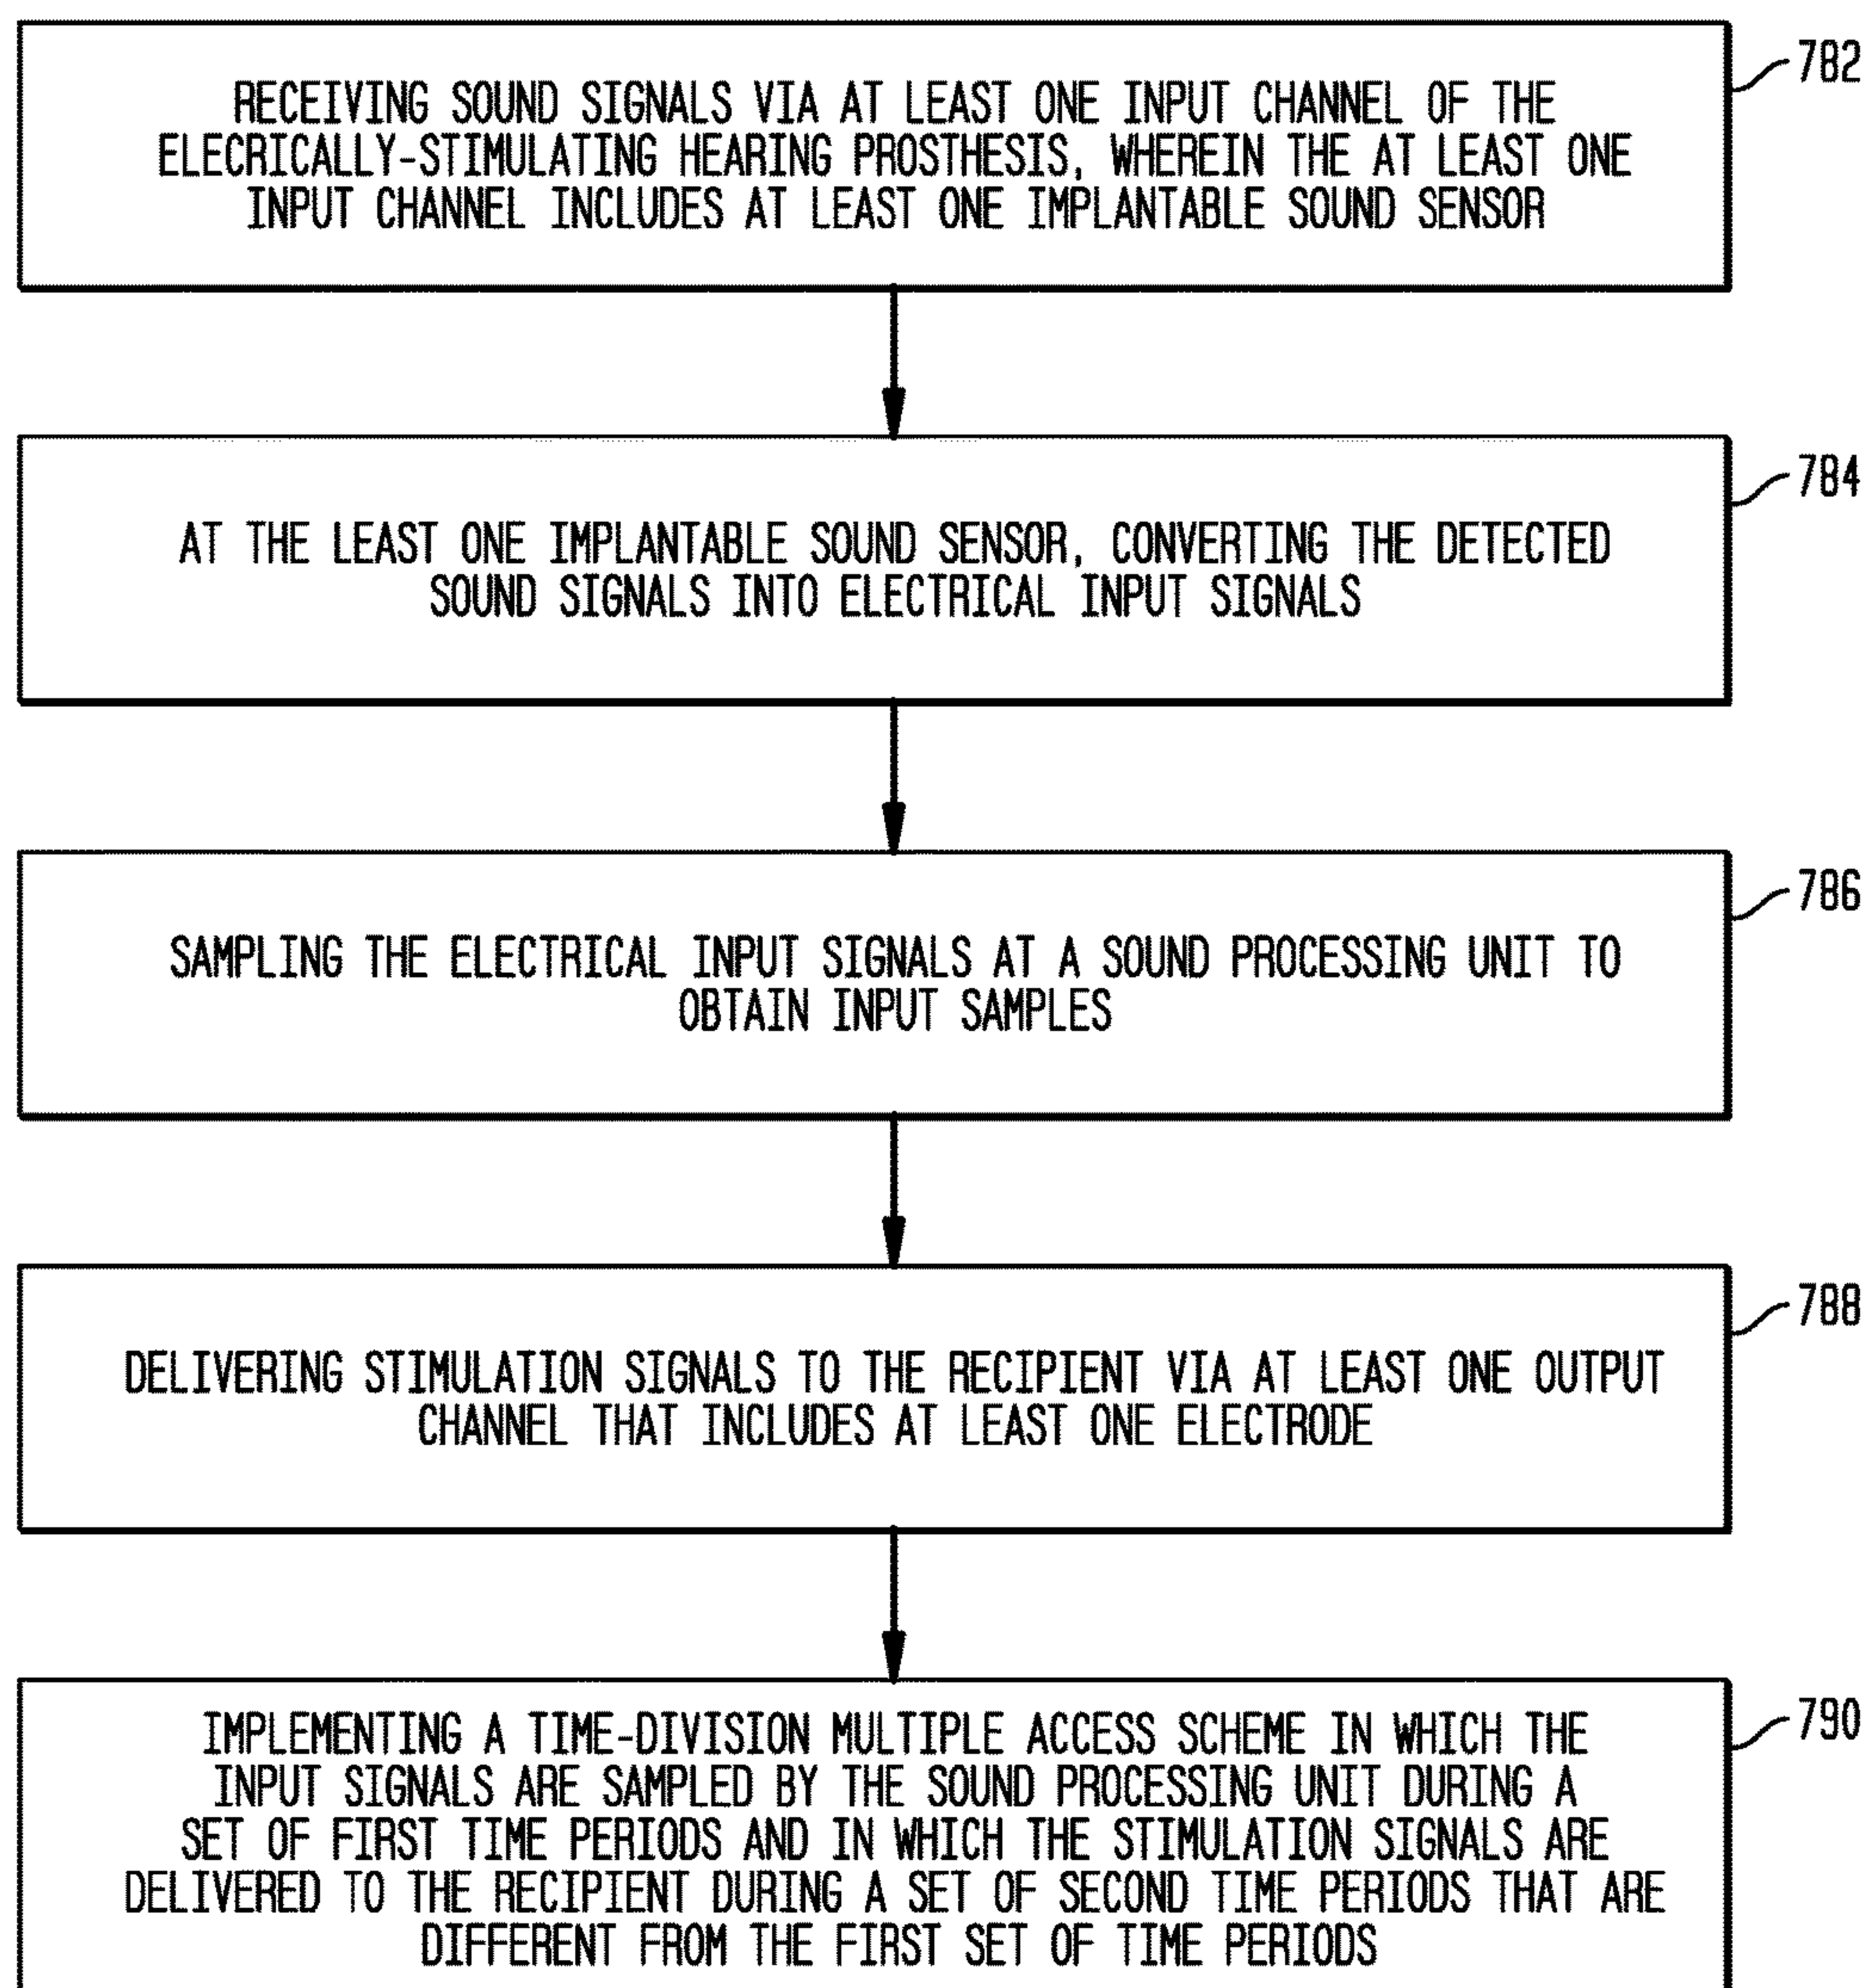 RECEIVING SOUND SIGNALS VIA AT LEAST ONE INPUT CHANNEL OF THE
ELECRICALLY-STIMULATING HEARING PROSTHESIS, WHEREIN THE AT LEAST ONE
INPUT CHANNEL INCLUDES AT LEAST ONE IMPLANTABLE SOUND SENSOR
782
AT THE LEAST ONE IMPLANTABLE SOUND SENSOR, CONVERTING THE DETECTED
SOUND SIGNALS INTO ELECTRICAL INPUT SIGNALS
784
SAMPLING THE ELECTRICAL INPUT SIGNALS AT A SOUND PROCESSING UNIT TO
OBTAIN INPUT SAMPLES
786
DELIVERING STIMULATION SIGNALS TO THE RECIPIENT VIA AT LEAST ONE OUTPUT
CHANNEL THAT INCLUDES AT LEAST ONE ELECTRODE
788
IMPLEMENTING A TIME-DIVISION MULTIPLE ACCESS SCHEME IN WHICH THE
INPUT SIGNALS ARE SAMPLED BY THE SOUND PROCESSING UNIT DURING A
SET OF FIRST TIME PERIODS AND IN WHICH THE STIMULATION SIGNALS ARE
DELIVERED TO THE RECIPIENT DURING A SET OF SECOND TIME PERIODS THAT ARE
DIFFERENT FROM THE FIRST SET OF TIME PERIODS
790